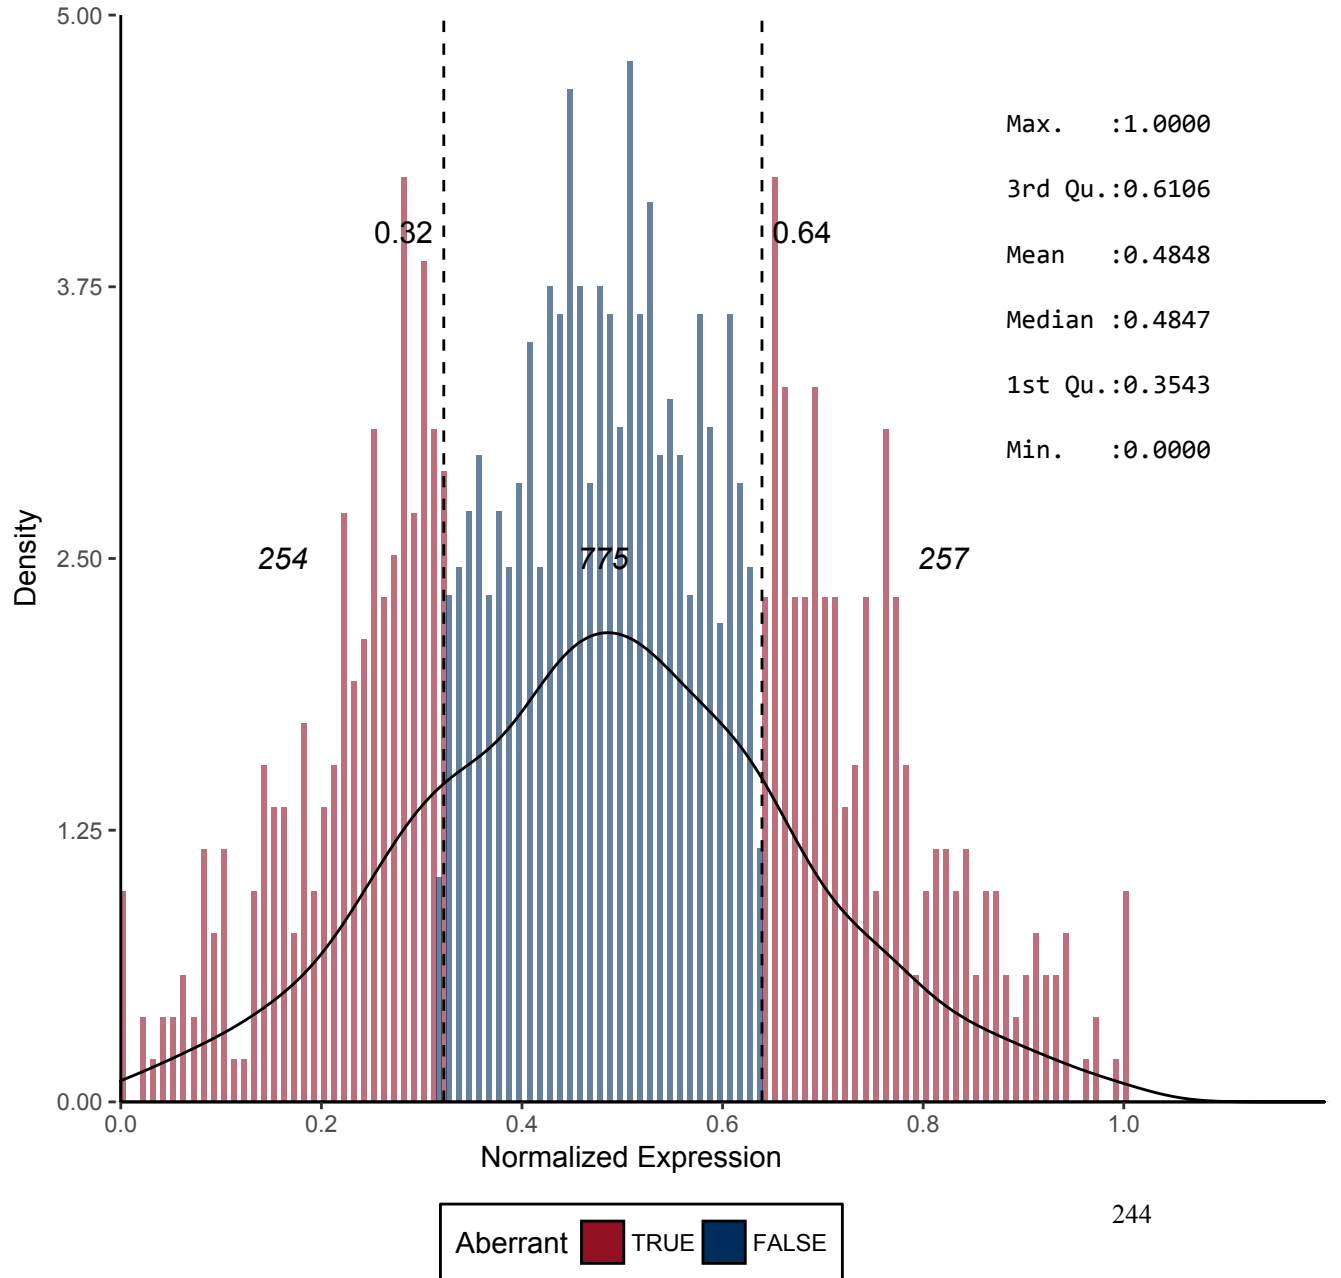 5.00
Max. :1.0000
3rd Qu.:0.6106
0.32
0.64
Mean :0.4848
3.75
Median :0.4847
1st Qu.:0.3543
Min. :0.0000
Density
2.50
254
775
257
1.25
0.00
0.0 0.2 0.4 0.6 0.8 1.0
Normalized Expression
244
Aberrant TRUE FALSE